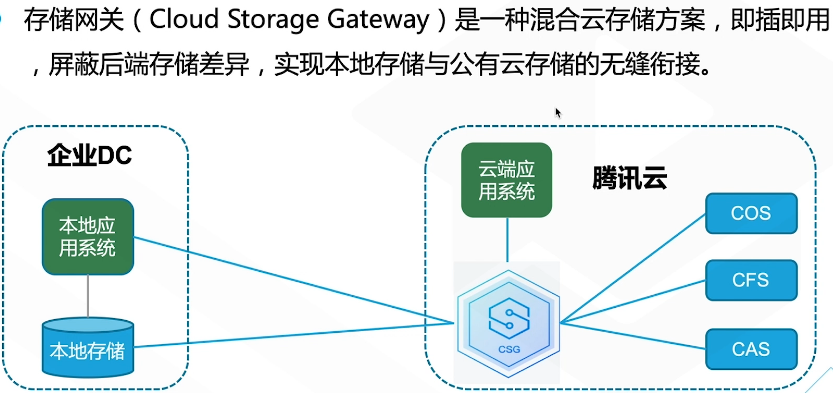 存储网关（Cloud Storage Gateway）是一种混合云存储方案，即插即用
，屏蔽后端存储差异，实现本地存储与公有云存储的无缝衔接。
企业DC
本地应
用系统
本地存储
云端应
用系统
腾讯云
CSG
COS
CFS
CAS